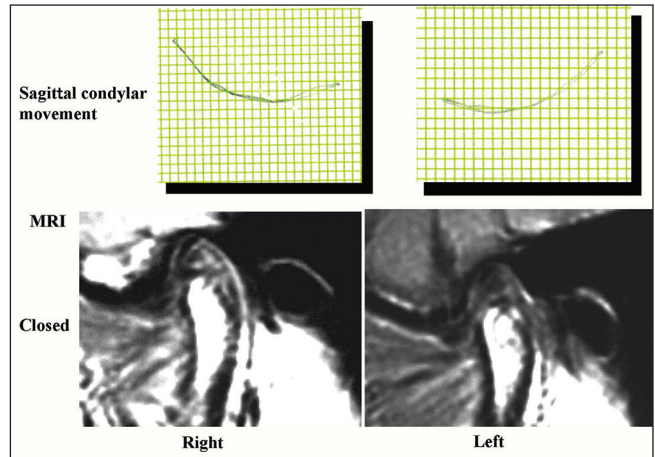 Sagittal condylar
movement
MRI
Closed
Right
Left